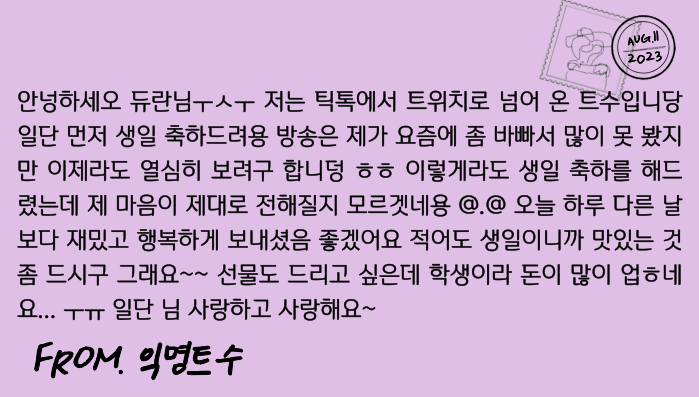 AUG.11
2023
안넝하세오 듀란님ㅜㅅㅜ 저는 틱톡에서 트위치로 넘어 온 트수입니당
일단 먼저 생일 축하드려용 방송은 제가 요즘에 좀 바빠서 많이 못 봤지
만 이제라도 열심히 보려구 합니덩 ㅎㅎ 이렇게라도 생일 축하를 해드
렸는데 제 마음이 제대로 전해질지 모르겟네용 @.@ 오늘 하루 다른 날
보다 재밌고 행복하게 보내셨음 좋겠어요 적어도 생일이니까 맛있는 것
좀 드시구 그래요~~ 선물도 드리고 싶은데 학생이라 돈이 많이 업ㅎ네
요... ㅜㅠ 일단 님 사랑하고 사랑해요~
FROM. 익명트수